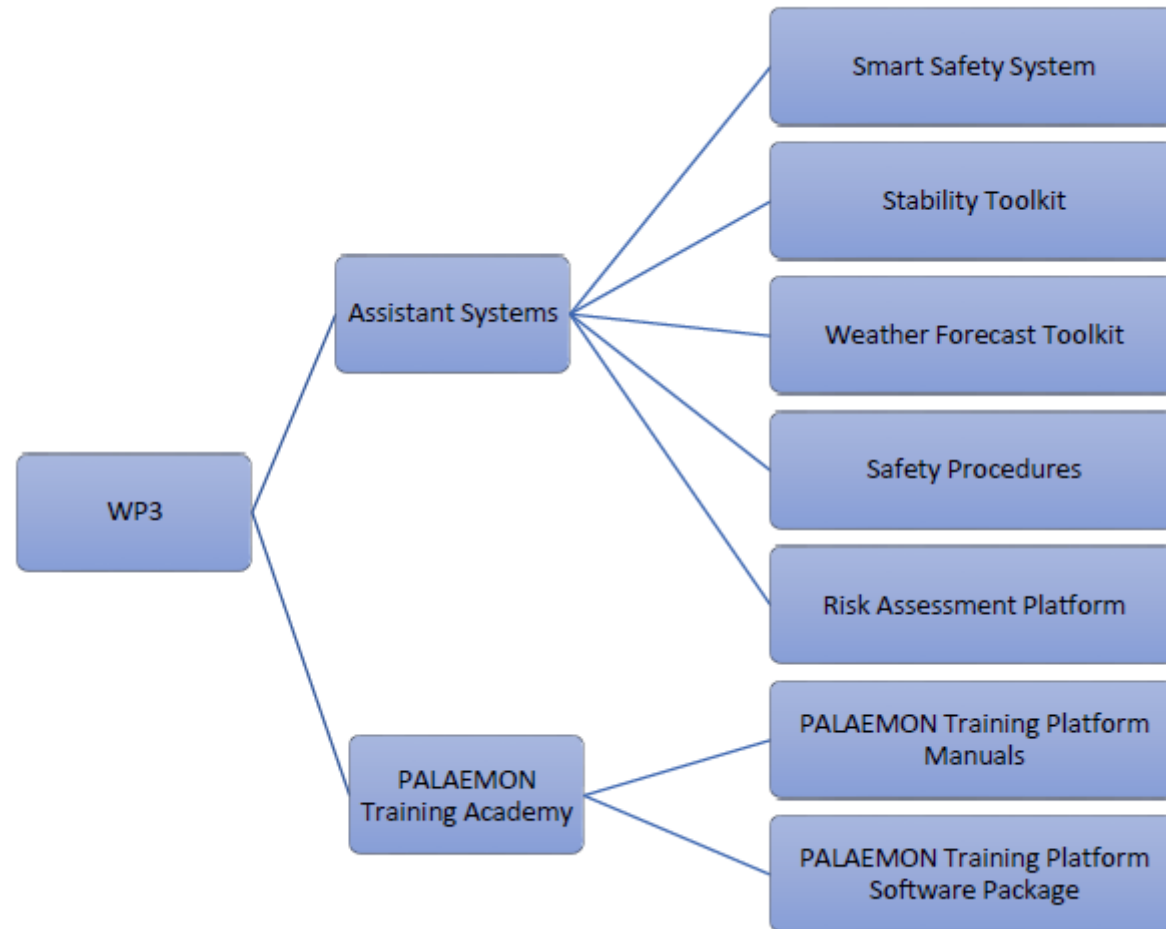 Smart Safety System
Stability Toolkit
Assistant Systems
Weather Forecast Toolkit
Safety Procedures
WP3
Risk Assessment Platform
PALAEMON Training Platform
Manuals
PALAEMON
Training Academy
PALAEMON Training Platform
Software Package